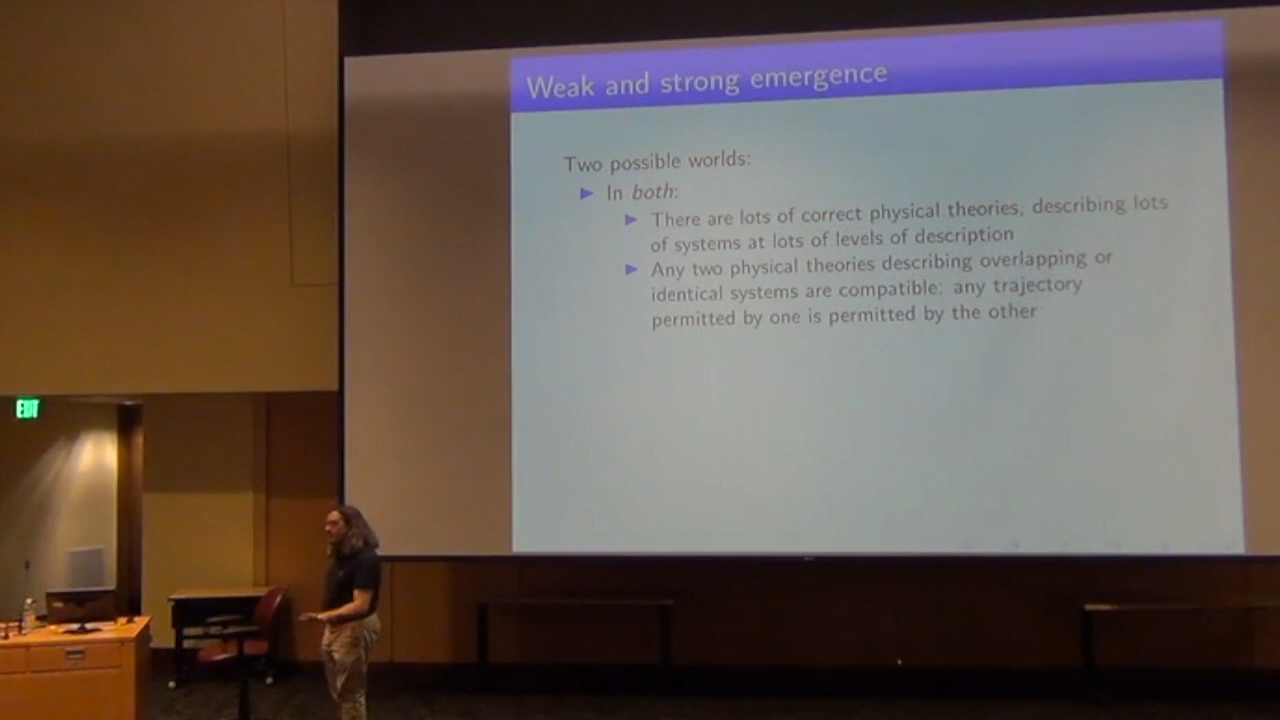 Weak and strong emergence
Two possible worlds:
In both:
There are lots of correct physical theories, describing lots
of systems at lots of levels of description
Any two physical theories describing overlapping or
identical systems are compatible: any trajectory
permitted by one is permitted by the other
EXIT